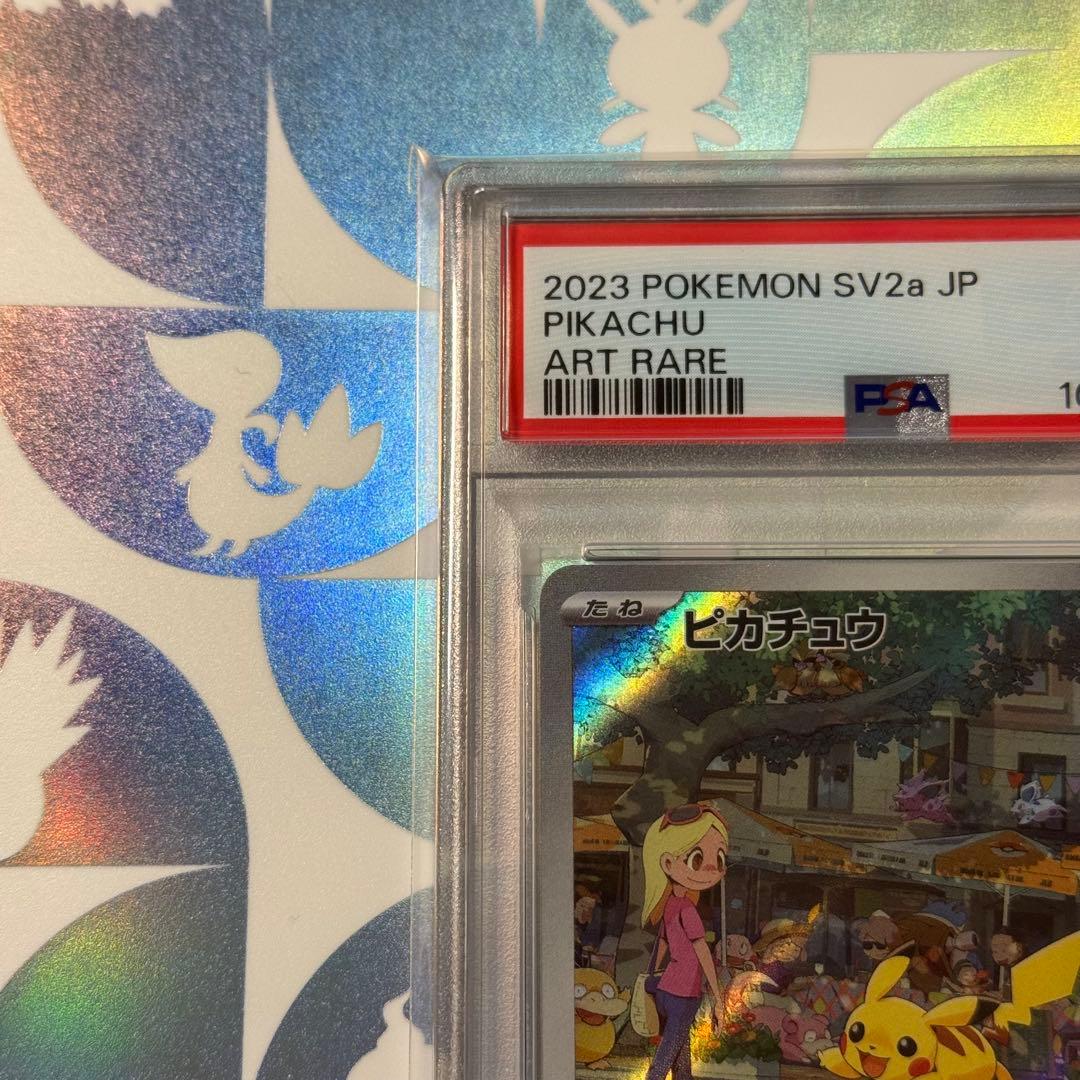 2023 POKEMON SV2a JP
PIKACHU
ART RARE
PSA
たね
ピカチュウ